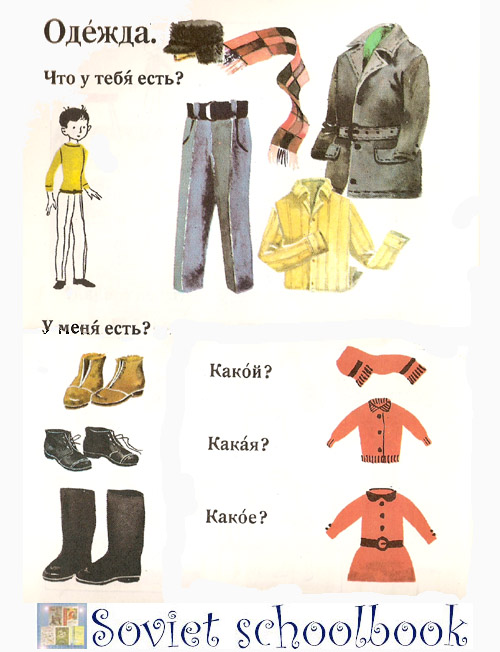 Оде́жда.
Что у тебя́ есть?
У меня́ есть?
Како́й?
Кака́я?
Како́е?
Soviet schoolbook